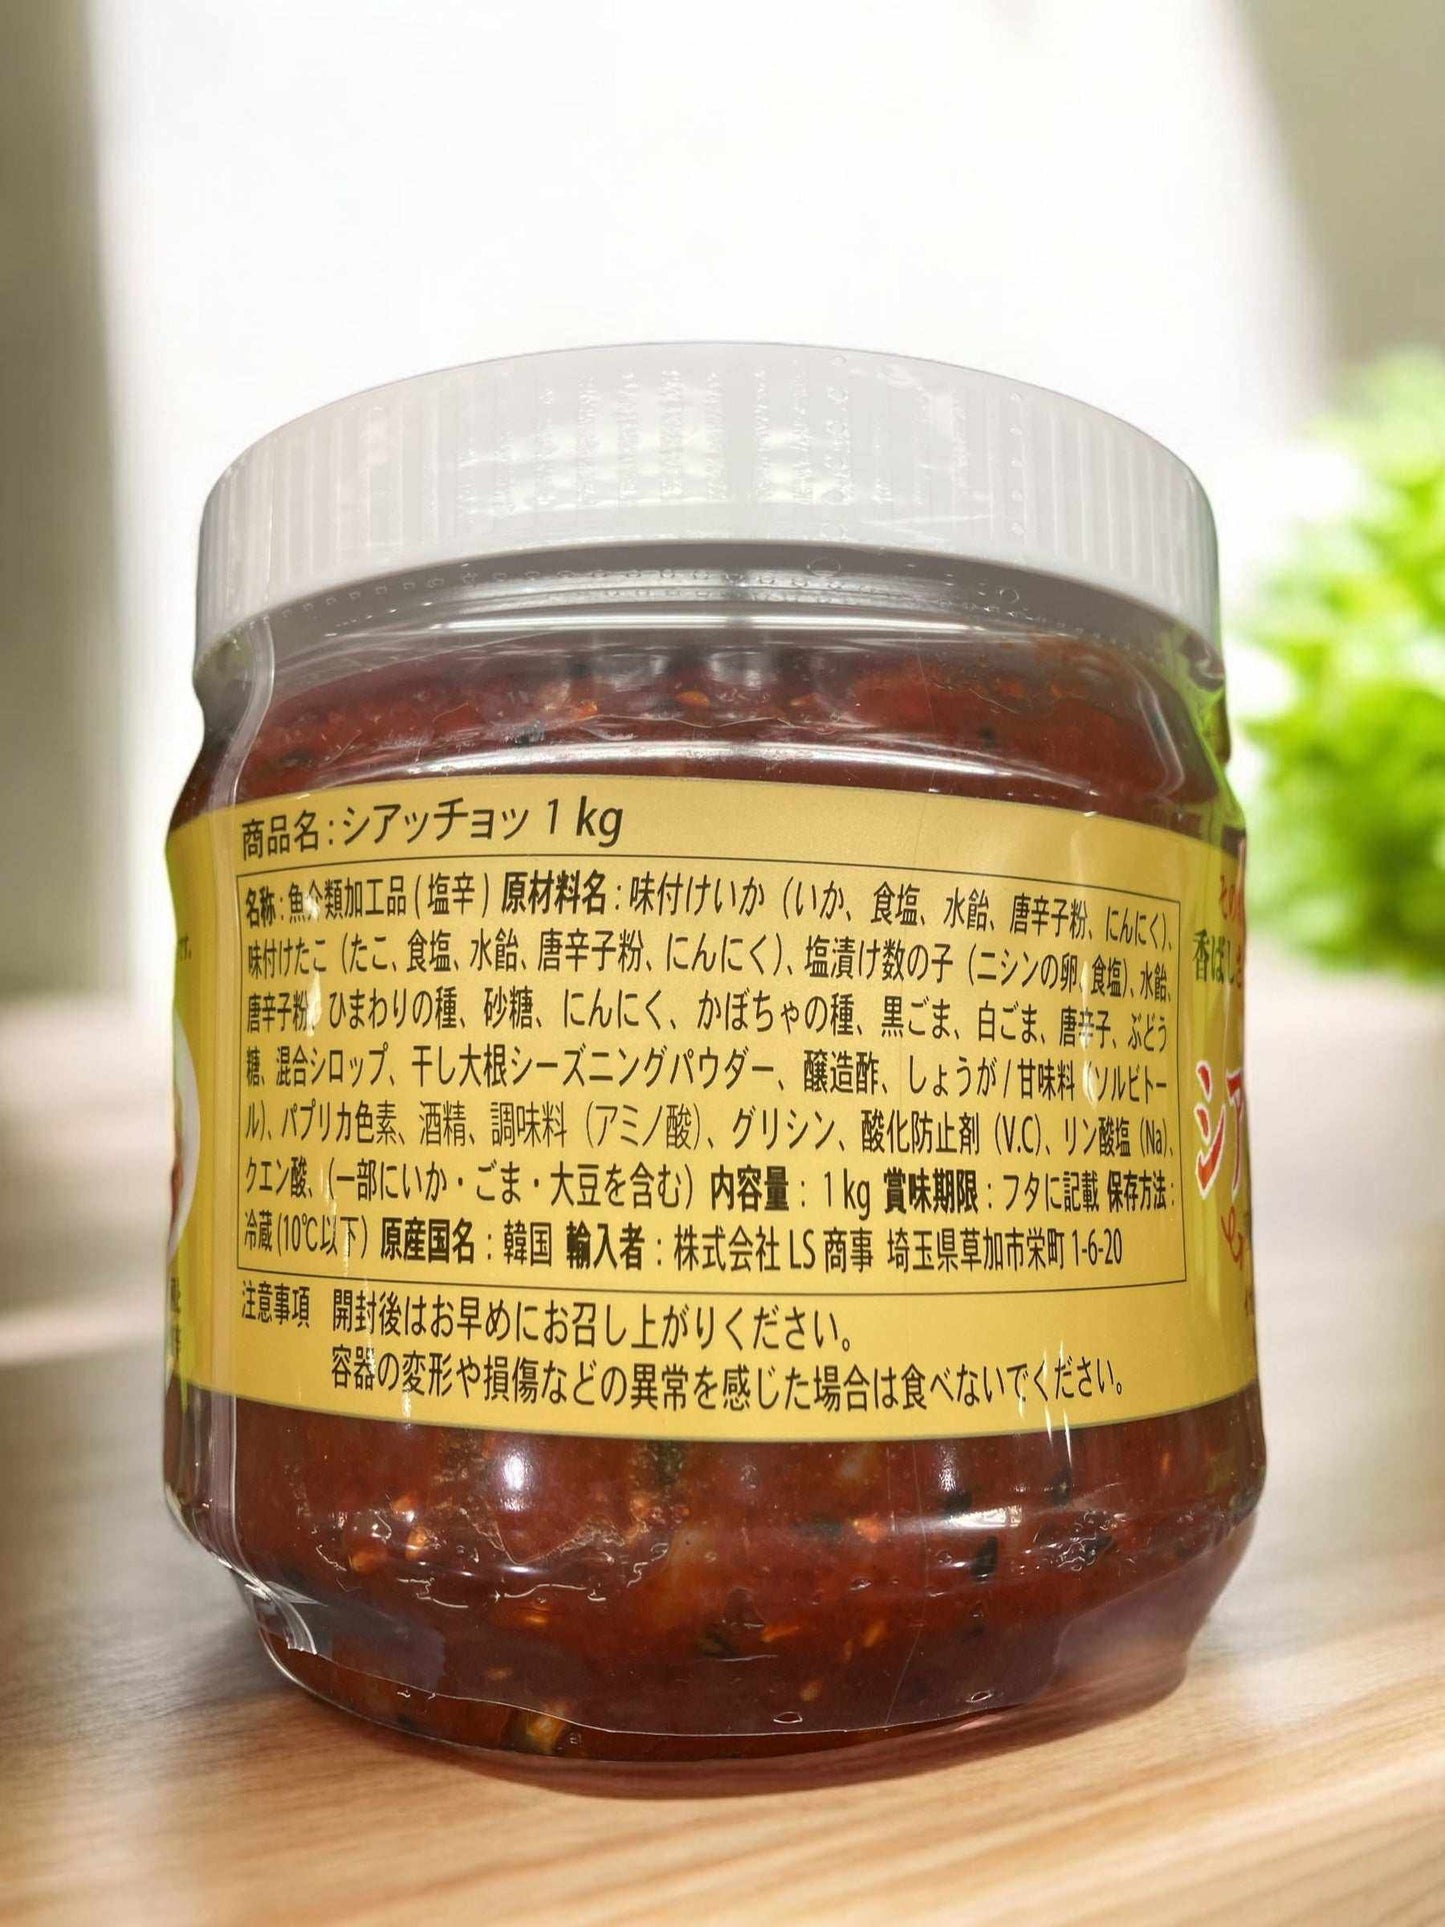 商品名：シアッチョッ 1 kg
名称：魚介類加工品 (塩辛) 原材料名：味付けいか（いか、食塩、水飴、唐辛子粉、にんにく）、
味付けたこ（たこ、食塩、水飴、唐辛子粉、にんにく）、塩漬け数の子（ニシンの卵、食塩）、水飴、
唐辛子粉、ひまわりの種、砂糖、にんにく、かぼちゃの種、黒ごま、白ごま、唐辛子、ぶどう
糖、混合シロップ、干し大根シーズニングパウダー、醸造酢、しょうが/甘味料（ソルビトー
ル）、パプリカ色素、酒精、調味料（アミノ酸）、グリシン、酸化防止剤（V.C）、リン酸塩（Na）、
クエン酸、（一部にいか・ごま・大豆を含む）内容量：1 kg 賞味期限：フタに記載 保存方法：
冷蔵(10℃以下) 原産国名：韓国 輸入者：株式会社 LS 商事 埼玉県草加市栄町 1-6-20
注意事項 開封後はお早めにお召し上がりください。
容器の変形や損傷などの異常を感じた場合は食べないでください。
香ばし
シア